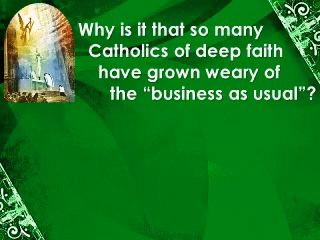 Why is it that so many
Catholics of deep faith
have grown weary of
the “business as usual”?